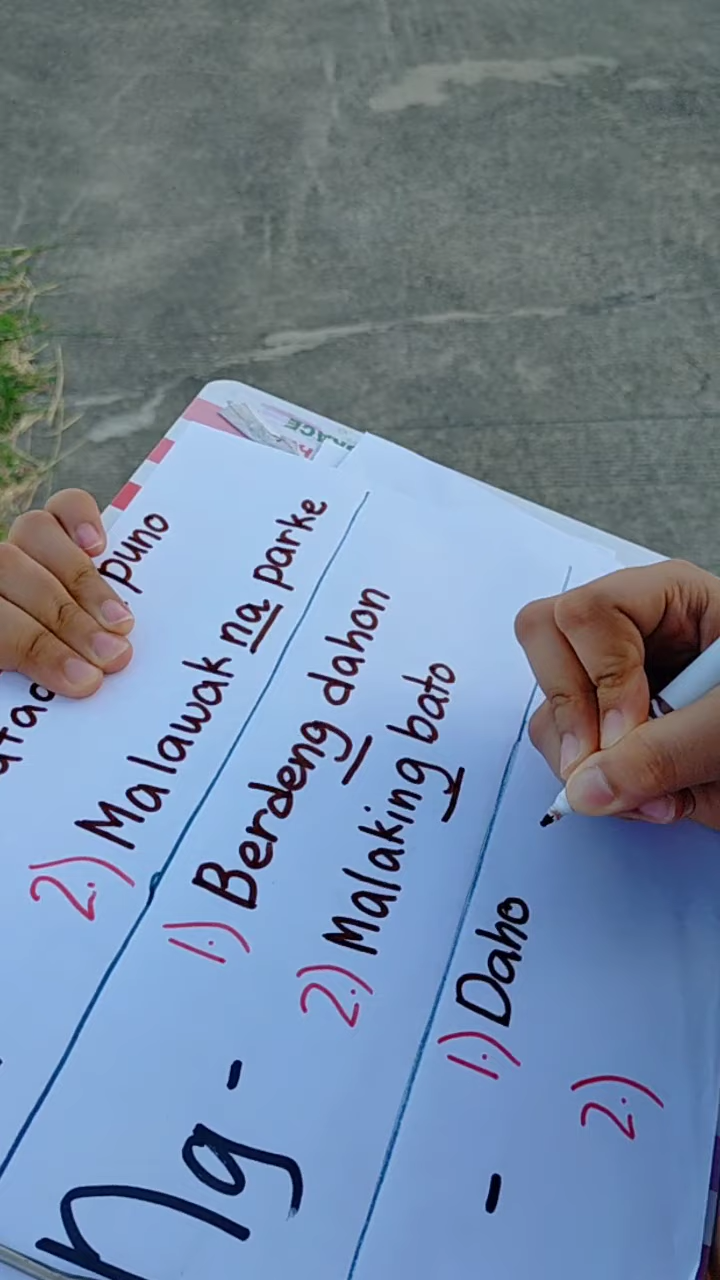 puno
2.) Malawak na parke
Ng - 1.) Berdeng dahon
2.) Malaking bato
- 1.) Daho
2.)